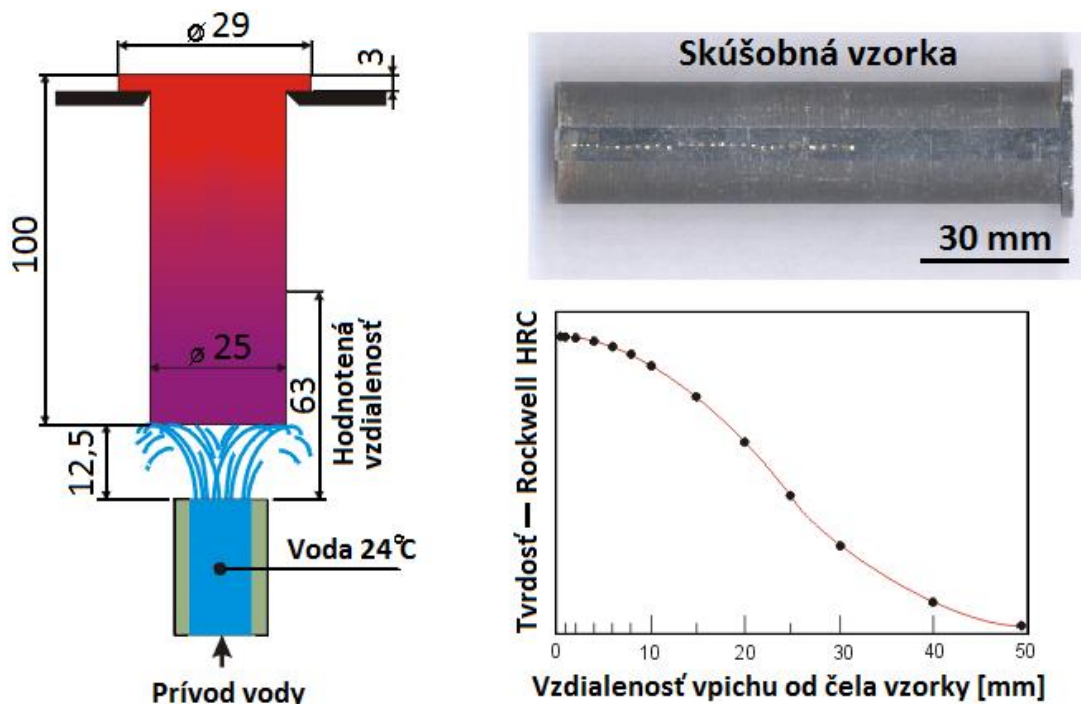 ⌀ 29
3
100
⌀ 25
63
Hodnotená
vzdialenosť
12,5
Voda 24°C
Prívod vody
Skúšobná vzorka
30 mm
Tvrdosť — Rockwell HRC
0 10 20 30 40 50
Vzdialenosť vpichu od čela vzorky [mm]